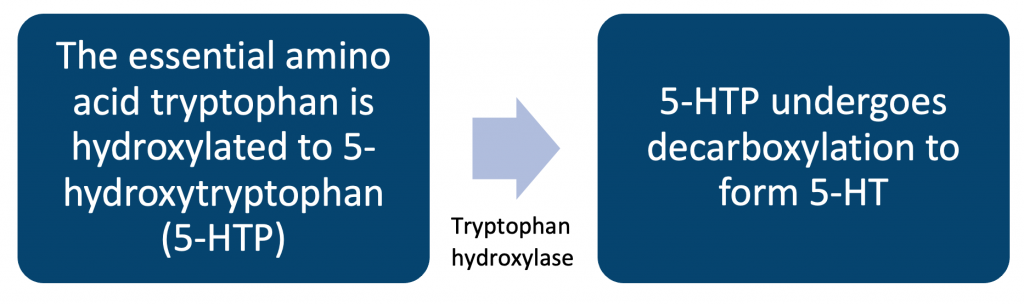 The essential amino
acid tryptophan is
hydroxylated to 5-
hydroxytryptophan
(5-HTP)
Tryptophan
hydroxylase
5-HTP undergoes
decarboxylation to
form 5-HT